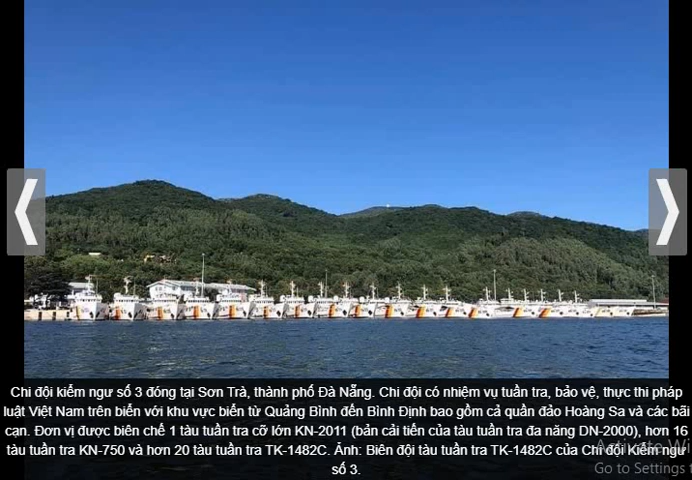 Chi đội kiểm ngư số 3 đóng tại Sơn Trà, thành phố Đà Nẵng. Chi đội có nhiệm vụ tuần tra, bảo vệ, thực thi pháp
luật Việt Nam trên biển với khu vực biển từ Quảng Bình đến Bình Định bao gồm cả quần đảo Hoàng Sa và các bãi
cạn. Đơn vị được biên chế 1 tàu tuần tra cỡ lớn KN-2011 (bản cải tiến của tàu tuần tra đa năng DN-2000), hơn 16
tàu tuần tra KN-750 và hơn 20 tàu tuần tra TK-1482C. Ảnh: Biên đội tàu tuần tra TK-1482C của Chi đội Kiểm ngư
số 3.
Activate Wi
Go to Settings t